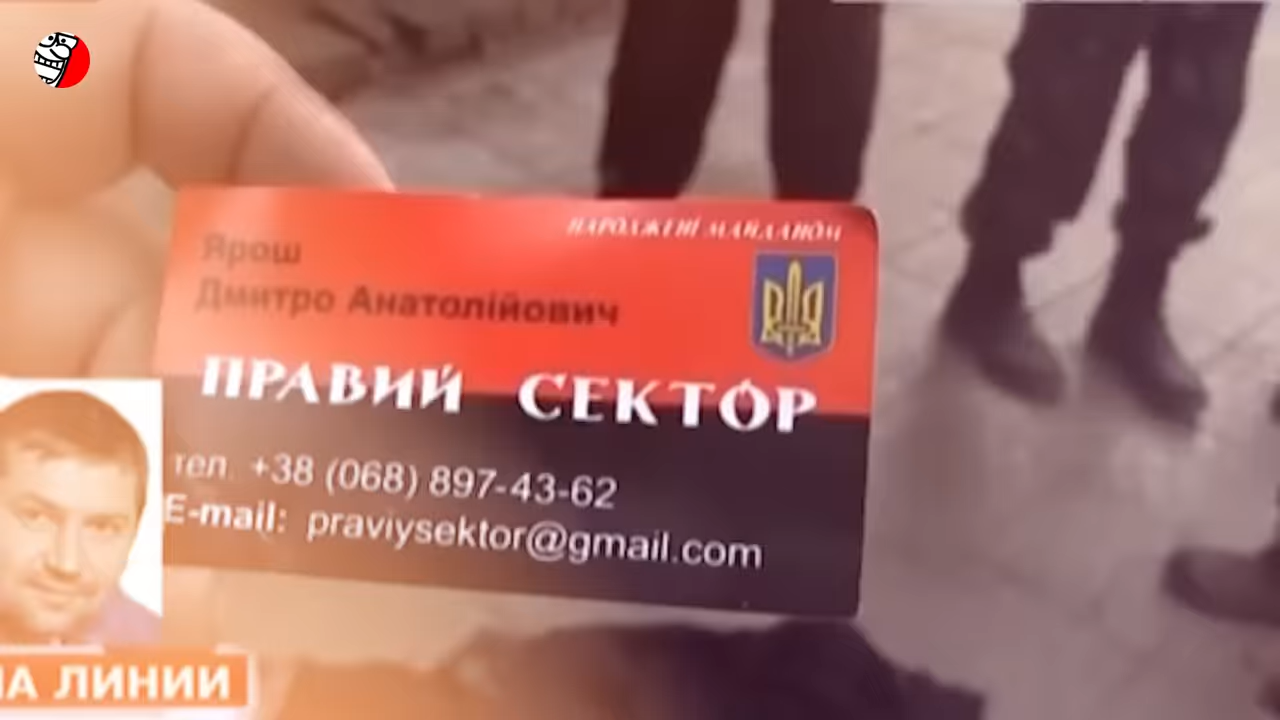 НАРОДЖЕНІ МАЙДАНОМ
Ярош
Дмитро Анатолійович
ПРАВИЙ СЕКТОР
тел. +38 (068) 897-43-62
E-mail: praviysektor@gmail.com
НА ЛИНИИ